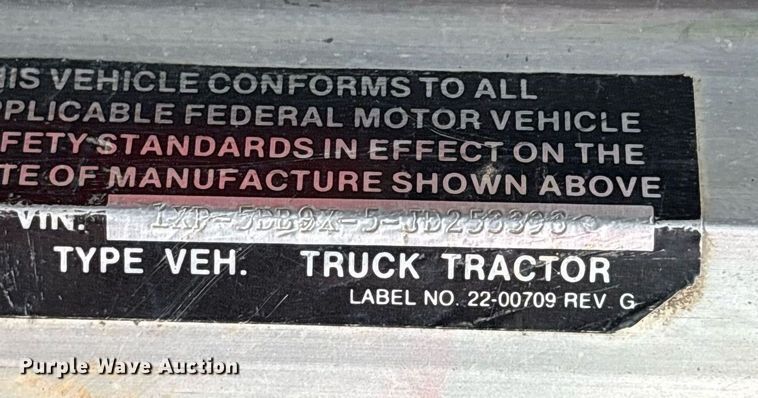 IS VEHICLE CONFORMS TO ALL
PPLICABLE FEDERAL MOTOR VEHICLE
FETY STANDARDS IN EFFECT ON THE
TE OF MANUFACTURE SHOWN ABOVE
VIN.
TYPE VEH. TRUCK TRACTOR
LABEL NO. 22-00709 REV G
Purple Wave Auction